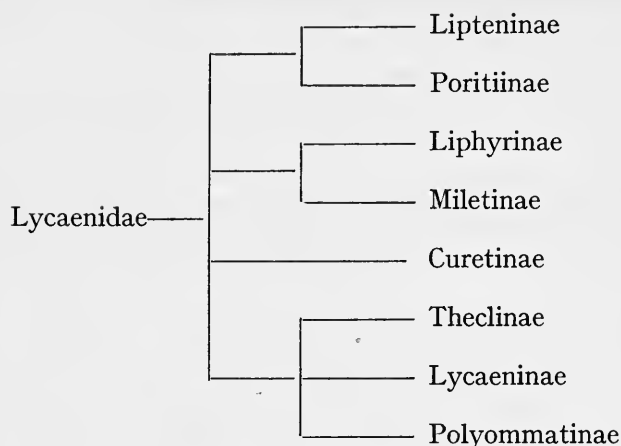 Lipteninae
Poritiinae
Liphyrinae
Miletinae
Lycaenidae
Curetinae
Theclinae
Lycaeninae
Polyommatinae